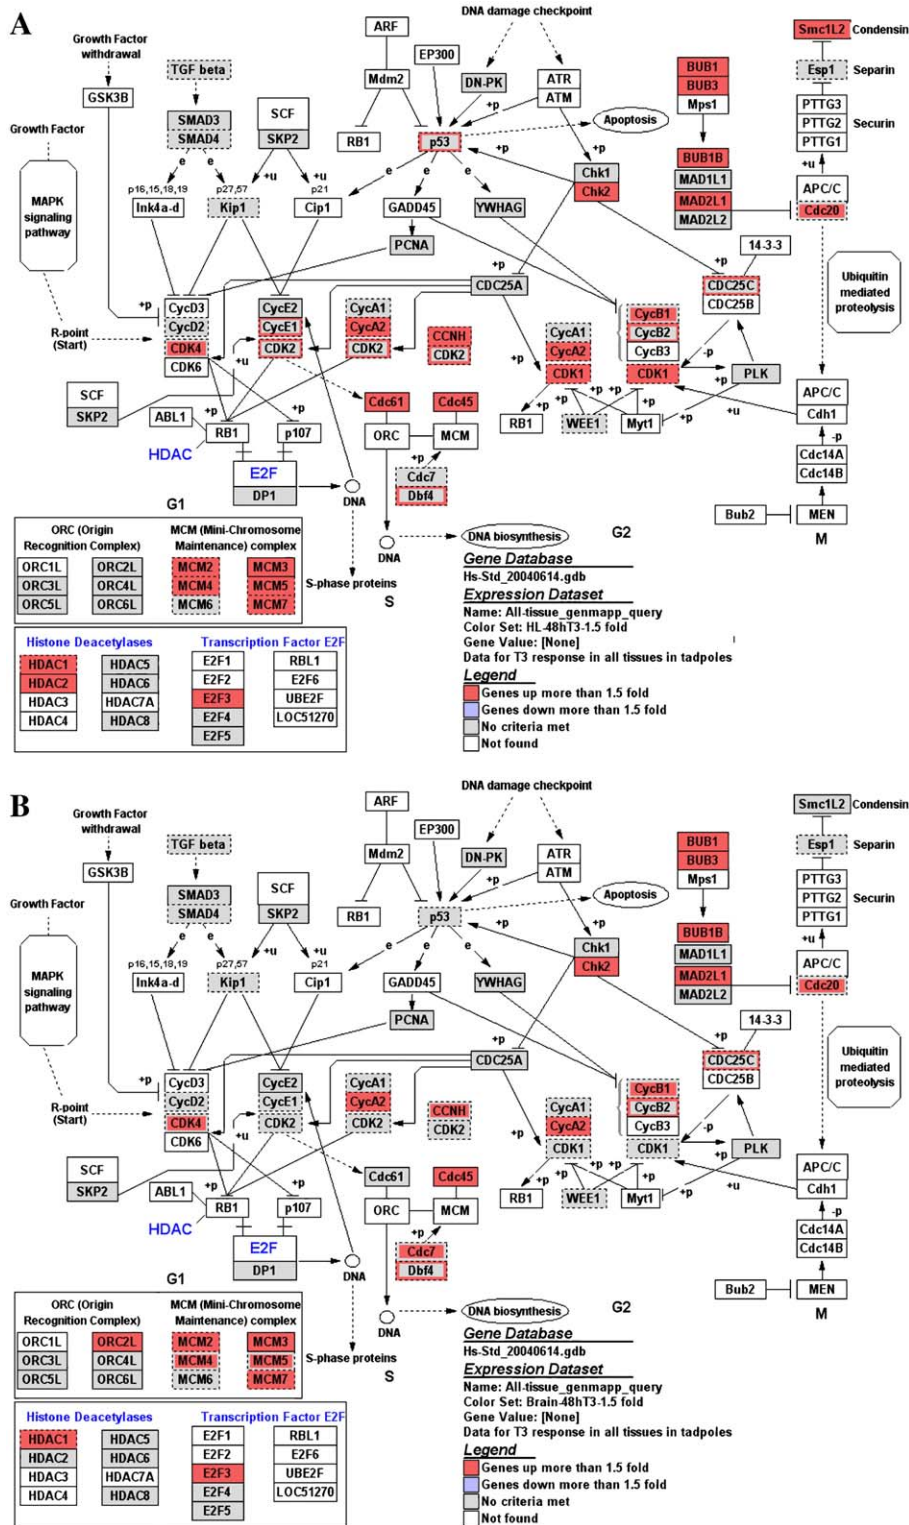 A
DNA damage checkpoint
ARF
Smc1L2 Condensin
Growth Factor
withdrawal
TGF beta
EP300
BUB1
BUB3
Mps1
Esp1 Separin
Mdm2
DN-PK
ATR
ATM
GSK3B
SCF
SKP2
SMAD3
SMAD4
+p
PTTG3
PTTG2
PTTG1
Securin
Growth Factor
RB1
p53
Apoptosis
+p
+p
e
e
+u
+u
e
e
e
Chk1
Chk2
BUB1B
MAD1L1
MAD2L1
MAD2L2
+u
APC/C
Cdc20
MAPK
signaling
pathway
p16,15,18,19
Ink4a-d
p27,57
Kip1
p21
Cip1
GADD45
YWHAG
PCNA
14-3-3
+p
+p
CDC25A
CDC25C
CDC25B
Ubiquitin
mediated
proteolysis
R-point
(Start)
+p
CycD3
CycD2
CDK4
CDK6
CycE2
CycE1
CDK2
CycA1
CycA2
CDK2
CCNH
CDK2
CycA1
CycA2
CDK1
CycB1
CycB2
CycB3
CDK1
-p
PLK
+u
+p
SCF
SKP2
ABL1
+p
+p
RB1
p107
HDAC
Cdc61
Cdc45
ORC
MCM
RB1
+p
+p
+p
WEE1
Myt1
+p
+u
APC/C
Cdh1
-p
E2F
DP1
DNA
+p
Cdc7
Dbf4
Cdc14A
Cdc14B
G1
Bub2
MEN
M
DNA
DNA biosynthesis
G2
S-phase proteins
S
ORC (Origin
Recognition Complex)
MCM (Mini-Chromosome
Maintenance) complex
ORC1L ORC2L MCM2 MCM3
ORC3L ORC4L MCM4 MCM5
ORC5L ORC6L MCM6 MCM7
Gene Database
Hs-Std_20040614.gdb
Expression Dataset
Name: All-tissue_genmapp_query
Color Set: HL-48hT3-1.5 fold
Gene Value: [None]
Data for T3 response in all tissues in tadpoles
Legend
Genes up more than 1.5 fold
Genes down more than 1.5 fold
No criteria met
Not found
Histone Deacetylases Transcription Factor E2F
HDAC1 HDAC5 E2F1 RBL1
HDAC2 HDAC6 E2F2 E2F6
HDAC3 HDAC7A E2F3 UBE2F
HDAC4 HDAC8 E2F4 LOC51270
E2F5
B
DNA damage checkpoint
ARF
Smc1L2 Condensin
Growth Factor
withdrawal
TGF beta
EP300
BUB1
BUB3
Mps1
Esp1 Separin
Mdm2
DN-PK
ATR
ATM
GSK3B
SCF
SKP2
SMAD3
SMAD4
+p
PTTG3
PTTG2
PTTG1
Securin
Growth Factor
RB1
p53
Apoptosis
+p
+p
e
e
+u
+u
e
e
e
Chk1
Chk2
BUB1B
MAD1L1
MAD2L1
MAD2L2
+u
APC/C
Cdc20
MAPK
signaling
pathway
p16,15,18,19
Ink4a-d
p27,57
Kip1
p21
Cip1
GADD45
YWHAG
PCNA
14-3-3
+p
+p
CDC25A
CDC25C
CDC25B
Ubiquitin
mediated
proteolysis
R-point
(Start)
+p
CycD3
CycD2
CDK4
CDK6
CycE2
CycE1
CDK2
CycA1
CycA2
CDK2
CCNH
CDK2
CycA1
CycA2
CDK1
CycB1
CycB2
CycB3
CDK1
-p
PLK
+u
+p
SCF
SKP2
ABL1
+p
+p
RB1
p107
HDAC
Cdc61
Cdc45
ORC
MCM
RB1
+p
+p
+p
WEE1
Myt1
+p
+u
APC/C
Cdh1
-p
E2F
DP1
DNA
+p
Cdc7
Dbf4
Cdc14A
Cdc14B
G1
Bub2
MEN
M
DNA
DNA biosynthesis
G2
S-phase proteins
S
ORC (Origin
Recognition Complex)
MCM (Mini-Chromosome
Maintenance) complex
ORC1L ORC2L MCM2 MCM3
ORC3L ORC4L MCM4 MCM5
ORC5L ORC6L MCM6 MCM7
Gene Database
Hs-Std_20040614.gdb
Expression Dataset
Name: All-tissue_genmapp_query
Color Set: Brain-48hT3-1.5 fold
Gene Value: [None]
Data for T3 response in all tissues in tadpoles
Legend
Genes up more than 1.5 fold
Genes down more than 1.5 fold
No criteria met
Not found
Histone Deacetylases Transcription Factor E2F
HDAC1 HDAC5 E2F1 RBL1
HDAC2 HDAC6 E2F2 E2F6
HDAC3 HDAC7A E2F3 UBE2F
HDAC4 HDAC8 E2F4 LOC51270
E2F5